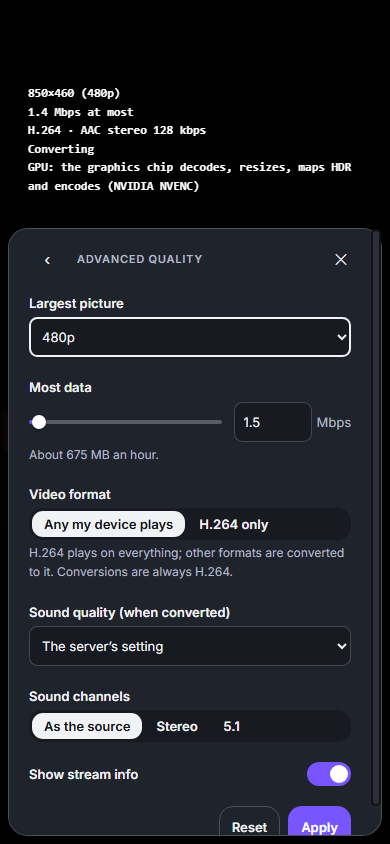 850×460 (480p)
1.4 Mbps at most
H.264 · AAC stereo 128 kbps
Converting
GPU: the graphics chip decodes, resizes, maps HDR
and encodes (NVIDIA NVENC)
ADVANCED QUALITY
Largest picture
480p
Most data
1.5 Mbps
About 675 MB an hour.
Video format
Any my device plays H.264 only
H.264 plays on everything; other formats are converted
to it. Conversions are always H.264.
Sound quality (when converted)
The server’s setting
Sound channels
As the source Stereo 5.1
Show stream info
Reset Apply